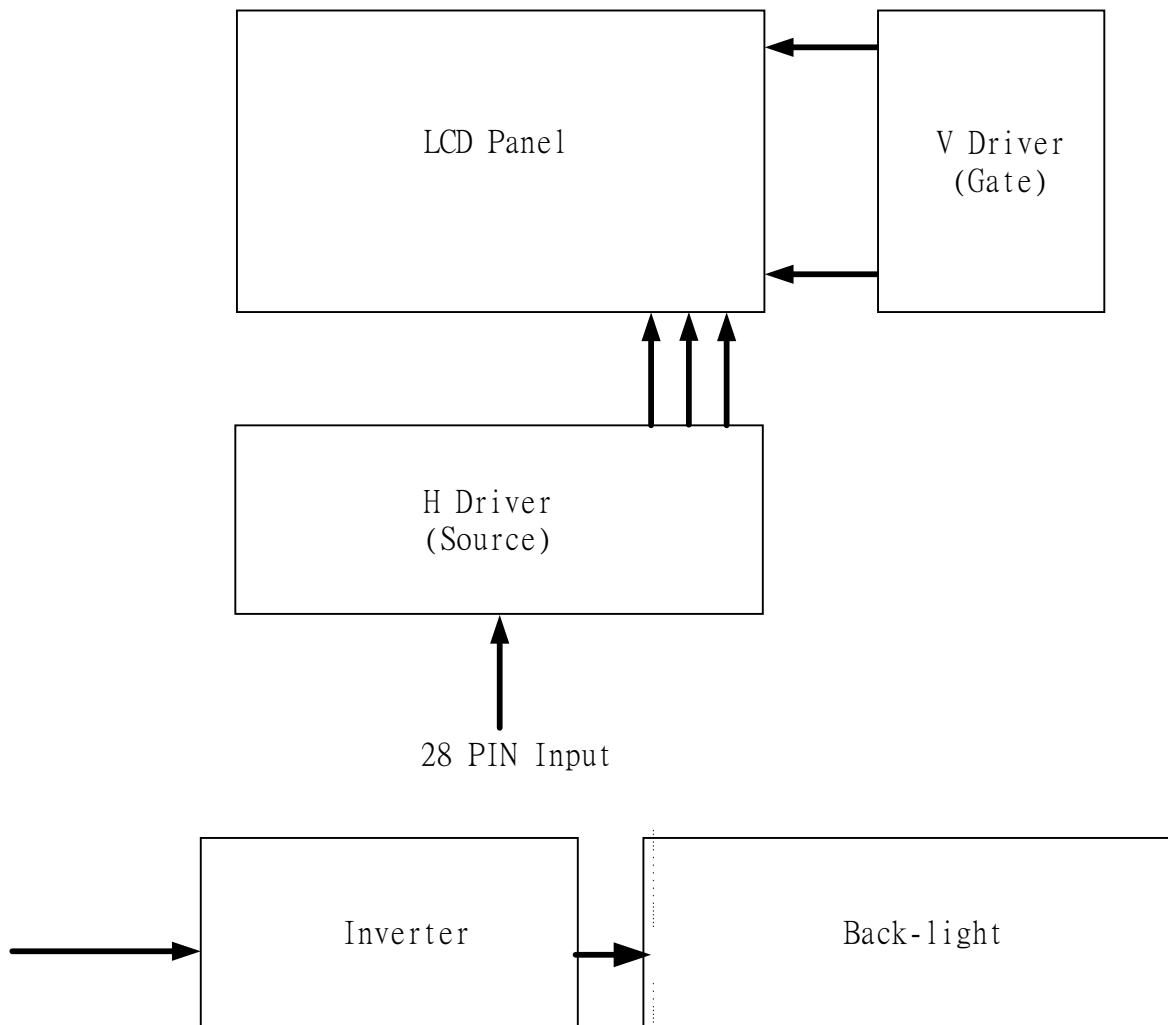 LCD Panel
V Driver
(Gate)
H Driver
(Source)
28 PIN Input
Inverter
Back-light